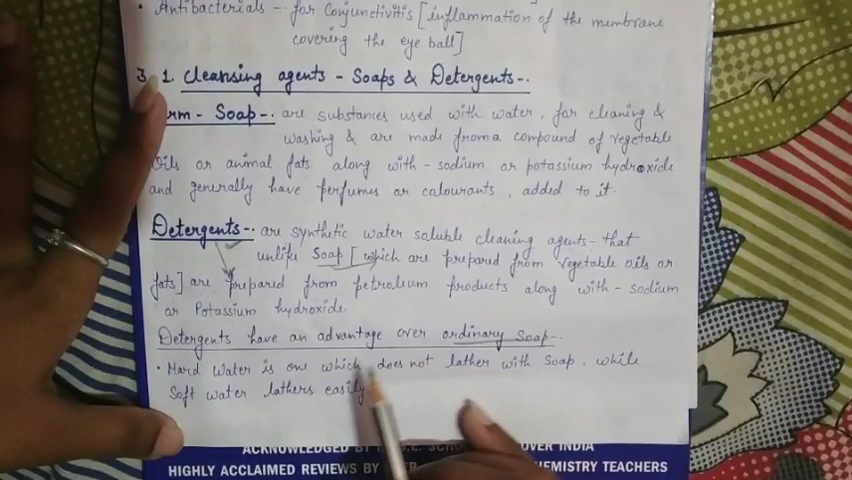 • Antibacterials -· for Conjunctivitis [inflammation of the membrane
covering the eye ball]
3. 1. Cleansing agents - Soaps & Detergents-·
Soap-· are substances used with water, for cleaning &
washing & are made from a compound of vegetable
Oils or animal fats along with - sodium or potassium hydroxide
and generally have perfumes or colourants, added to it.
Detergents-· are synthetic water soluble cleaning agents- that
unlike Soap [which are prepared from vegetable oils or
fats] are prepared from petroleum products along with - sodium
or Potassium hydroxide.
Detergents have an advantage over ordinary Soap-·
• Hard Water is one which does not lather with Soap, while
Soft water lathers easily
ACKNOWLEDGED OVER INDIA
HIGHLY ACCLAIMED REVIEWS BY CHEMISTRY TEACHERS